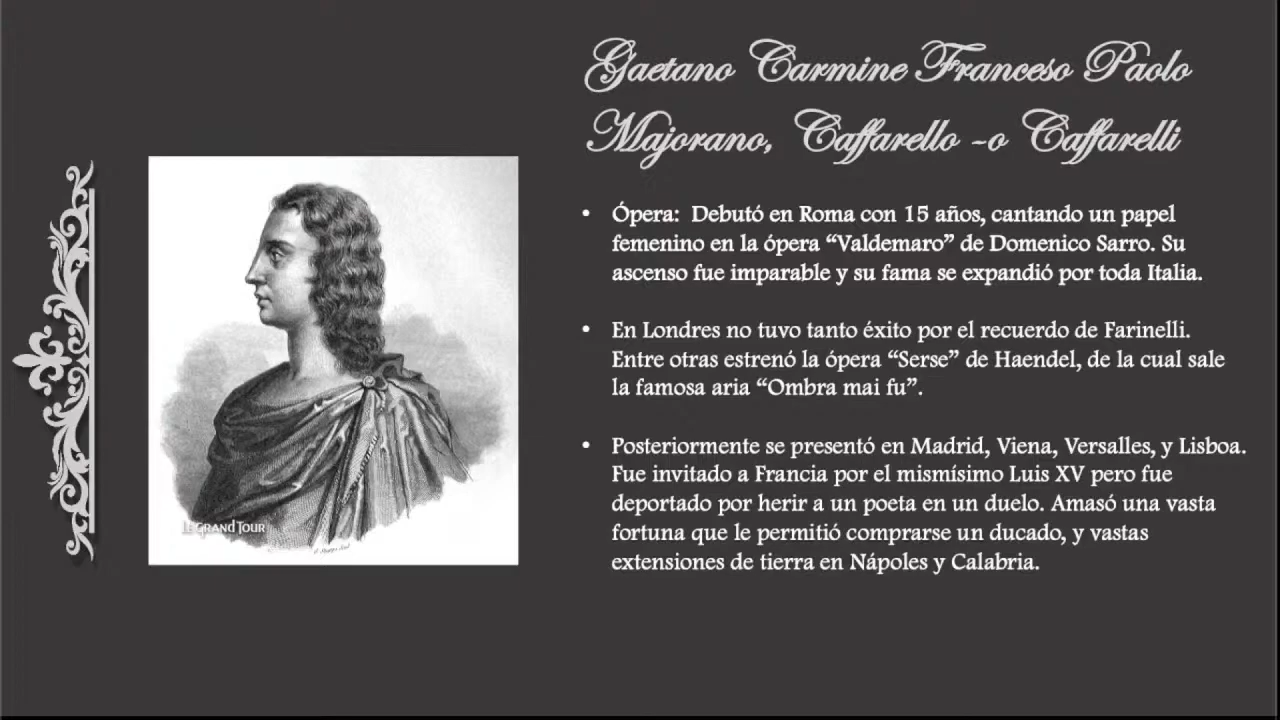 Gaetano Carmine Franceso Paolo
Majorano, Caffarello -o Caffarelli
• Ópera:  Debutó en Roma con 15 años, cantando un papel
femenino en la ópera “Valdemaro” de Domenico Sarro. Su
ascenso fue imparable y su fama se expandió por toda Italia.
• En Londres no tuvo tanto éxito por el recuerdo de Farinelli.
Entre otras estrenó la ópera “Serse” de Haendel, de la cual sale
la famosa aria “Ombra mai fu”.
• Posteriormente se presentó en Madrid, Viena, Versalles, y Lisboa.
Fue invitado a Francia por el mismísimo Luis XV pero fue
deportado por herir a un poeta en un duelo. Amasó una vasta
fortuna que le permitió comprarse un ducado, y vastas
extensiones de tierra en Nápoles y Calabria.
LE GRAND TOUR